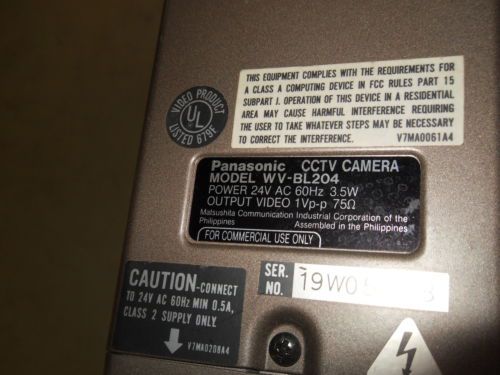 THIS EQUIPMENT COMPLIES WITH THE REQUIREMENTS FOR
A CLASS A COMPUTING DEVICE IN FCC RULES PART 15
SUBPART J. OPERATION OF THIS DEVICE IN A RESIDENTIAL
AREA MAY CAUSE HARMFUL INTERFERENCE REQUIRING
THE USER TO TAKE WHATEVER STEPS MAY BE NECESSARY
TO CORRECT THE INTERFERENCE. V7MA0061A4
VIDEO PRODUCT
UL
LISTED 679E
Panasonic CCTV CAMERA
MODEL WV-BL204
POWER 24V AC 60Hz 3.5W
OUTPUT VIDEO 1Vp-p 75Ω
Matsushita Communication Industrial Corporation of the
Philippines Assembled in the Philippines
FOR COMMERCIAL USE ONLY
CAUTION-CONNECT
TO 24V AC 60Hz MIN 0.5A,
CLASS 2 SUPPLY ONLY.
V7MA0208A4
SER.
NO.